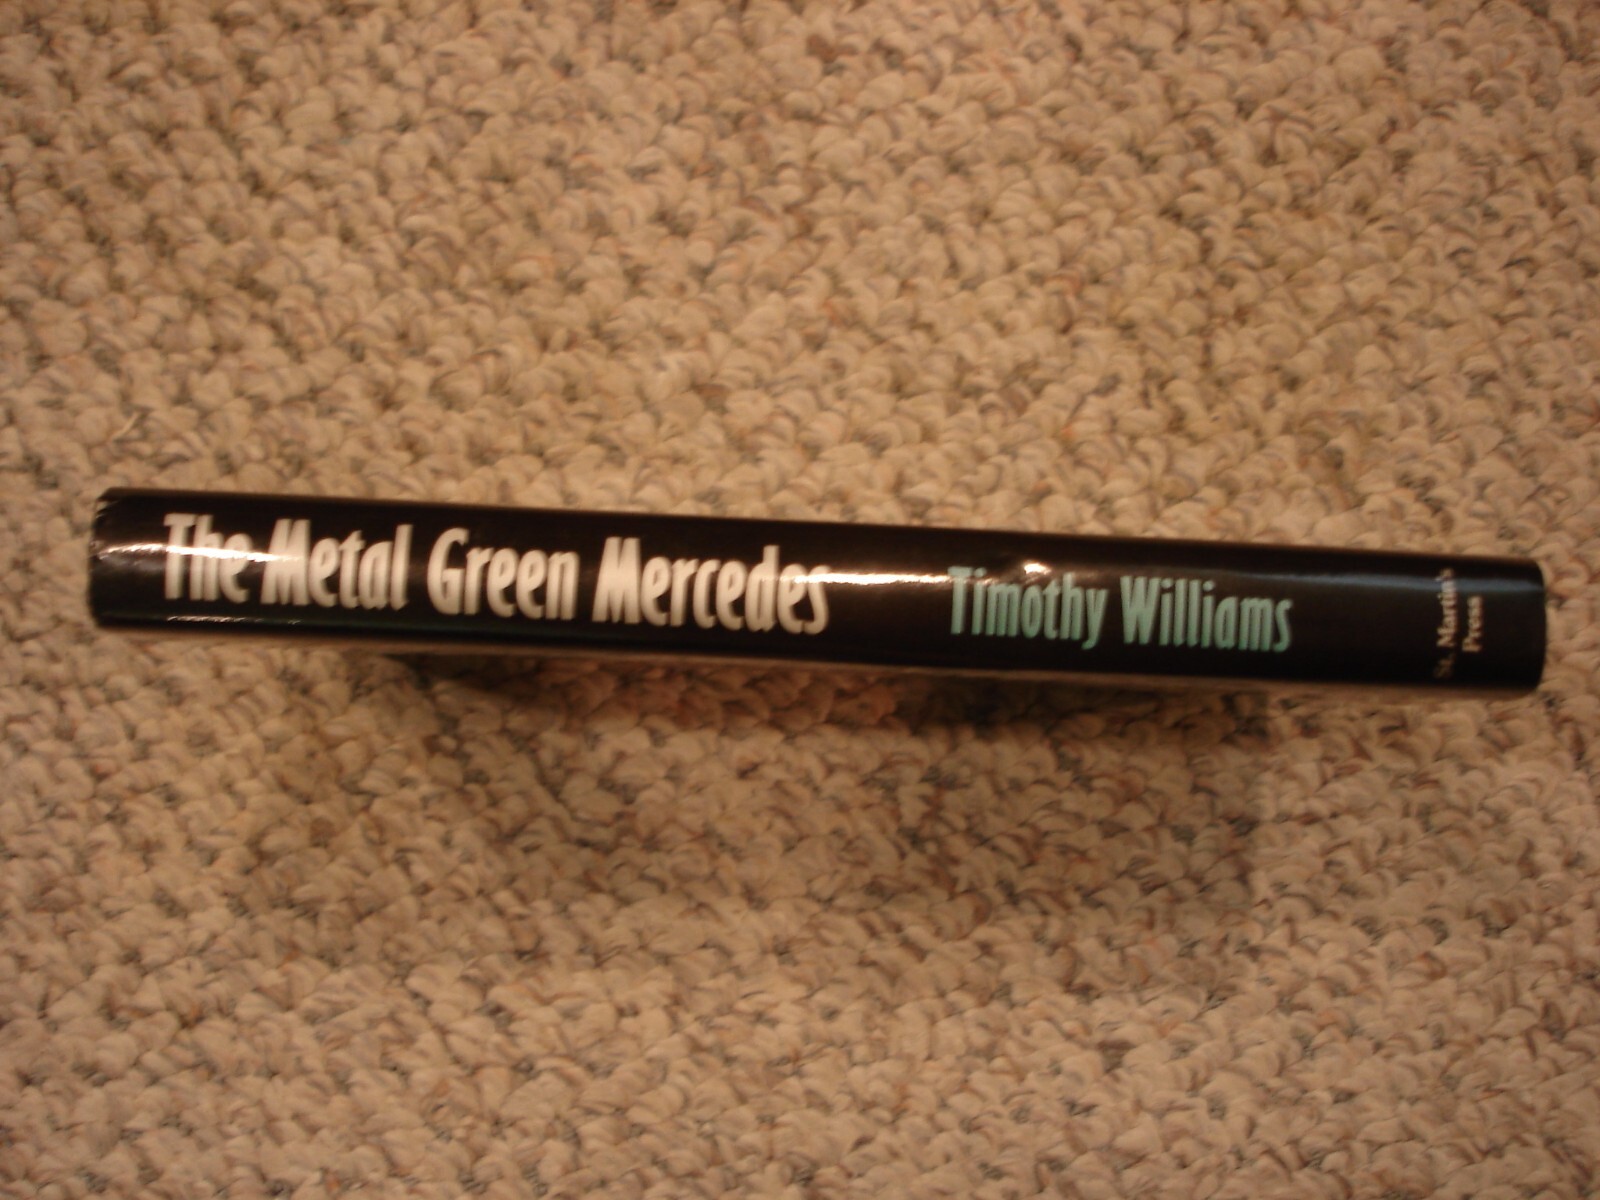 The Metal Green Mercedes
Timothy Williams
St. Martin's
Press